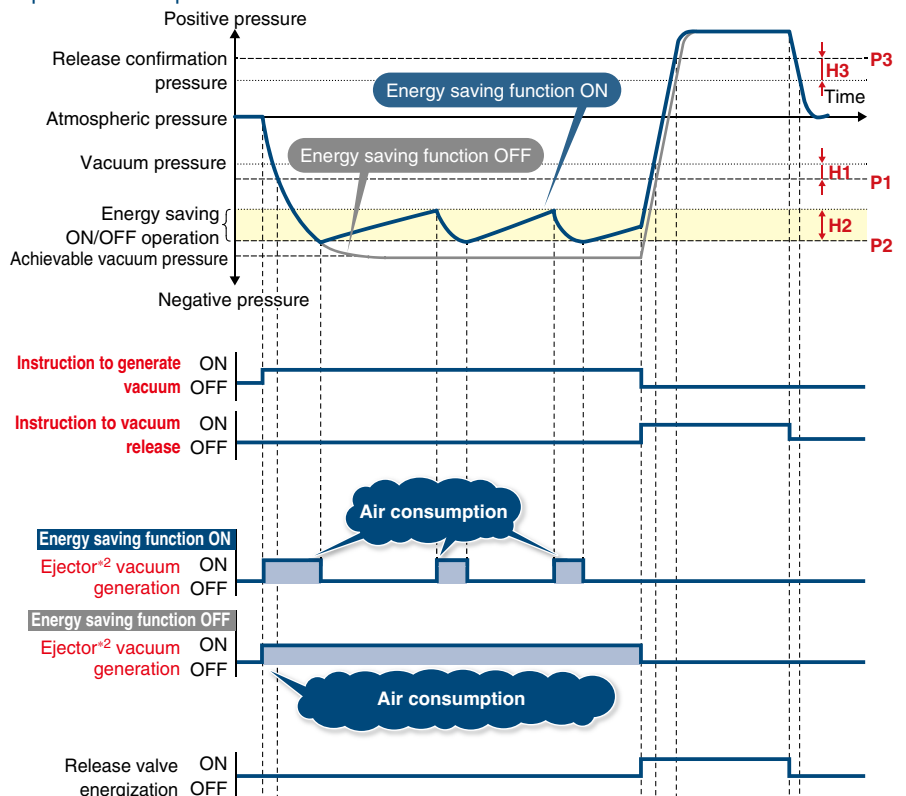 Positive pressure
Release confirmation
pressure
P3
H3
Time
Energy saving function ON
Atmospheric pressure
Energy saving function OFF
Vacuum pressure
H1
P1
Energy saving
ON/OFF operation
H2
P2
Achievable vacuum pressure
Negative pressure
Instruction to generate
vacuum
ON
OFF
Instruction to vacuum
release
ON
OFF
Air consumption
Energy saving function ON
Ejector*2 vacuum
generation
ON
OFF
Energy saving function OFF
Ejector*2 vacuum
generation
ON
OFF
Air consumption
Release valve
energization
ON
OFF